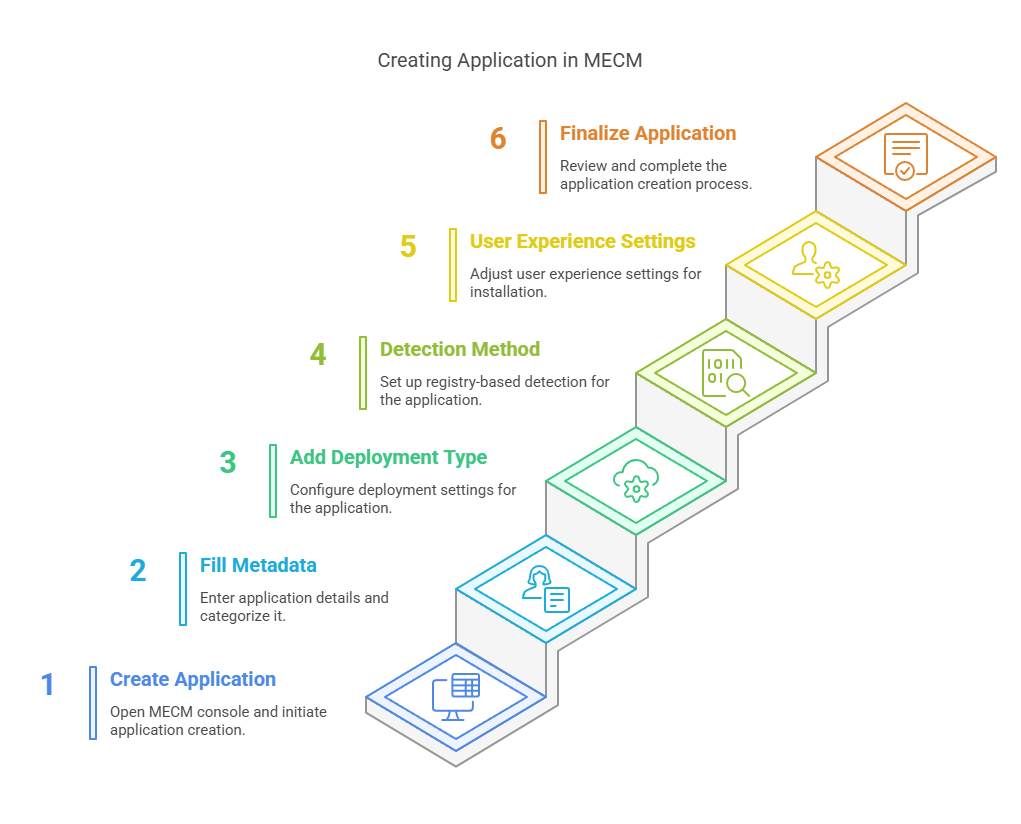 Creating Application in MECM
6
Finalize Application
Review and complete the
application creation process.
5
User Experience Settings
Adjust user experience settings for
installation.
4
Detection Method
Set up registry-based detection for
the application.
3
Add Deployment Type
Configure deployment settings for
the application.
2
Fill Metadata
Enter application details and
categorize it.
1
Create Application
Open MECM console and initiate
application creation.